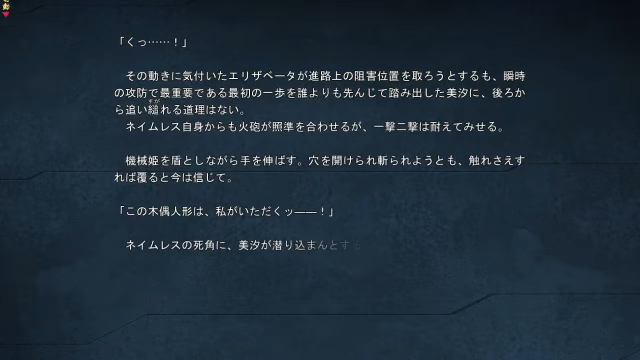 「くっ……！」
その動きに気付いたエリザベータが進路上の阻害位置を取ろうとするも、瞬時
の攻防で最重要である最初の一歩を誰よりも先んじて踏み出した美汐に、後ろか
すが
ら追い縋れる道理はない。
ネイムレス自身からも火砲が照準を合わせるが、一撃二撃は耐えてみせる。
機械姫を盾としながら手を伸ばす。穴を開けられ斬られようとも、触れさえす
れば覆ると今は信じて。
「この木偶人形は、私がいただくッ――！」
ネイムレスの死角に、美汐が潜り込まんとする